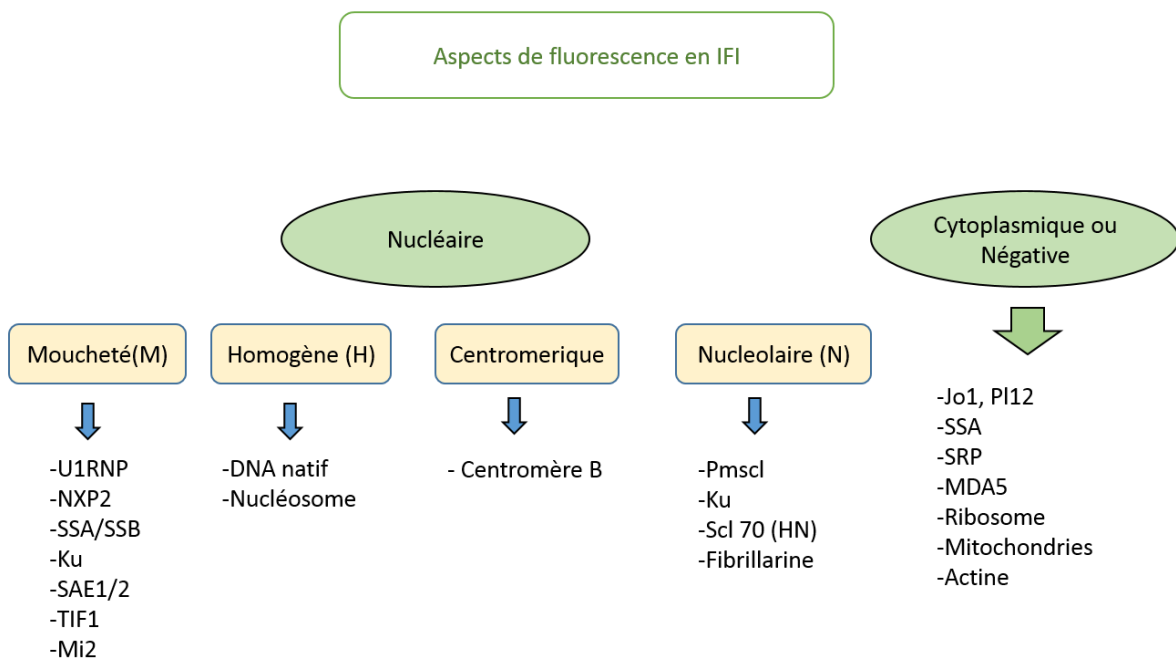 Aspects de fluorescence en IFI
Nucléaire
Cytoplasmique ou
Négative
Moucheté(M)
Homogène (H)
Centromerique
Nucleolaire (N)
-U1RNP
-NXP2
-SSA/SSB
-Ku
-SAE1/2
-TIF1
-Mi2
-DNA natif
-Nucléosome
- Centromère B
-Pmscl
-Ku
-Scl 70 (HN)
-Fibrillarine
-Jo1, Pl12
-SSA
-SRP
-MDA5
-Ribosome
-Mitochondries
-Actine